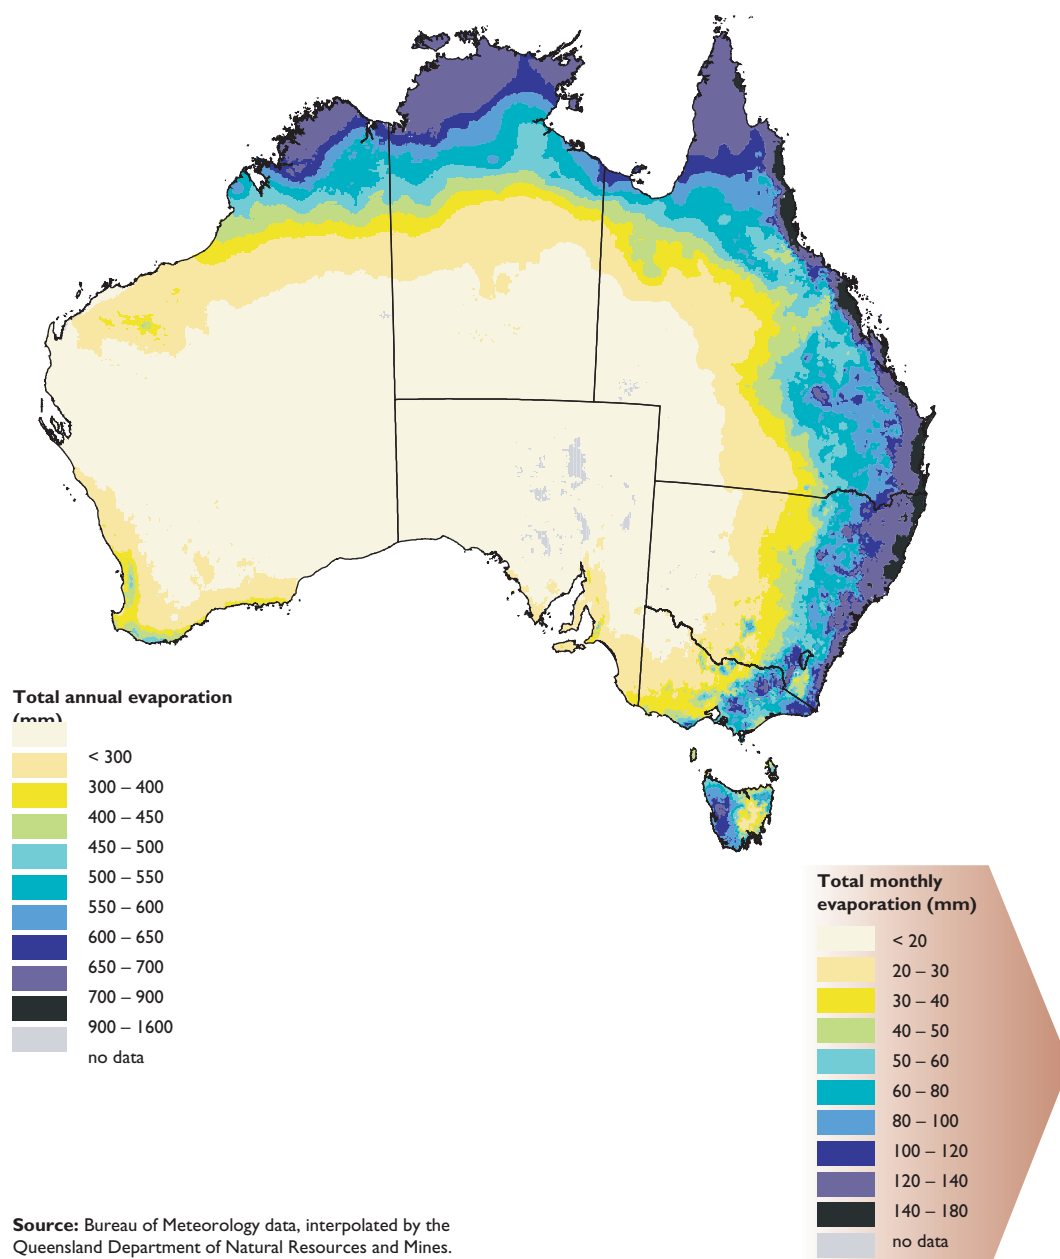 Total annual evaporation
(mm)
< 300
300 – 400
400 – 450
450 – 500
500 – 550
550 – 600
600 – 650
650 – 700
700 – 900
900 – 1600
no data
Total monthly
evaporation (mm)
< 20
20 – 30
30 – 40
40 – 50
50 – 60
60 – 80
80 – 100
100 – 120
120 – 140
140 – 180
no data
Source: Bureau of Meteorology data, interpolated by the
Queensland Department of Natural Resources and Mines.